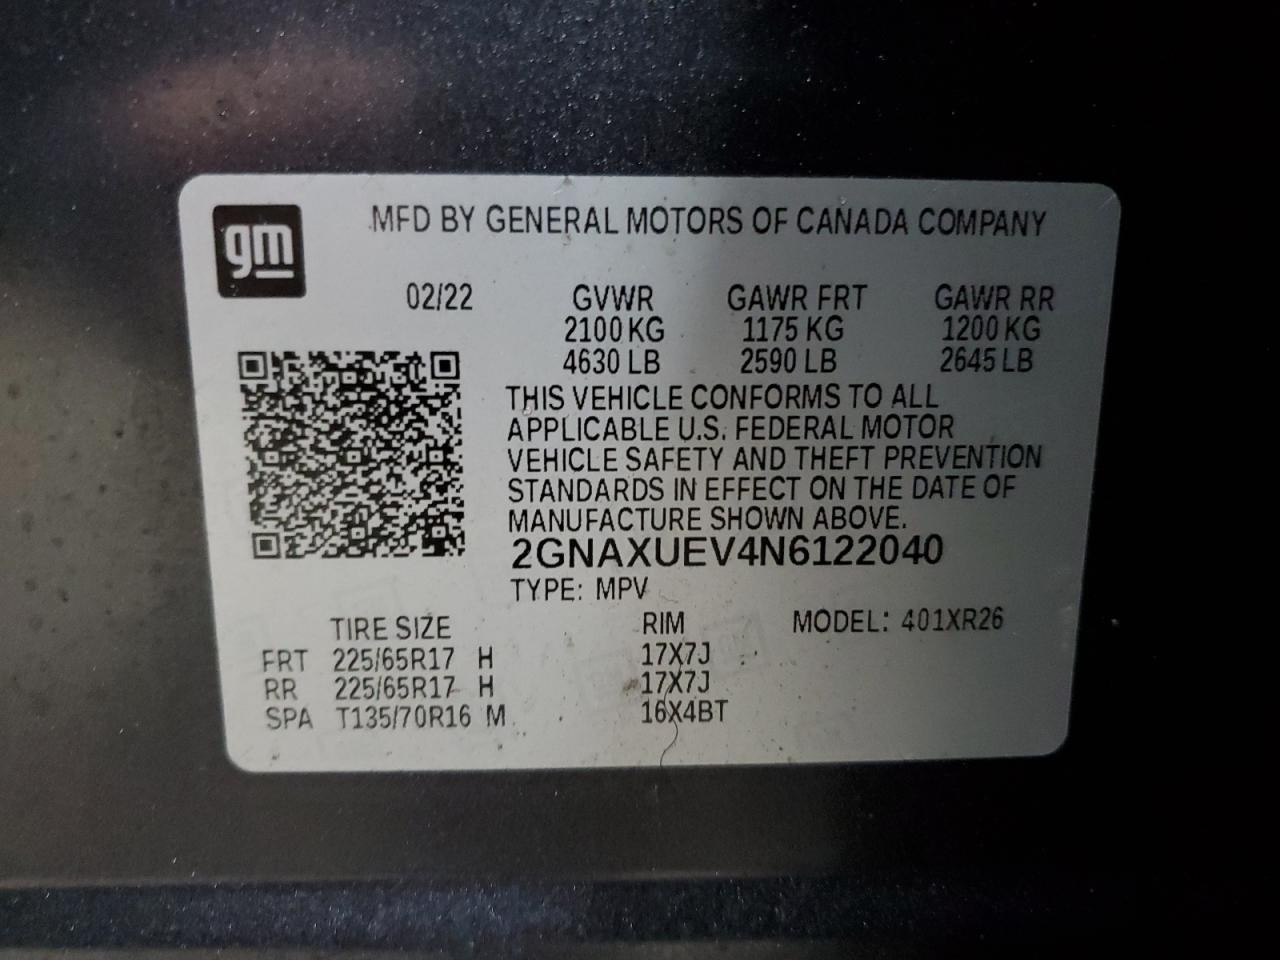 gm
MFD BY GENERAL MOTORS OF CANADA COMPANY
02/22 GVWR GAWR FRT GAWR RR
2100 KG 1175 KG 1200 KG
4630 LB 2590 LB 2645 LB
THIS VEHICLE CONFORMS TO ALL
APPLICABLE U.S. FEDERAL MOTOR
VEHICLE SAFETY AND THEFT PREVENTION
STANDARDS IN EFFECT ON THE DATE OF
MANUFACTURE SHOWN ABOVE.
2GNAXUEV4N6122040
TYPE: MPV
TIRE SIZE RIM MODEL: 401XR26
FRT 225/65R17 H 17X7J
RR 225/65R17 H 17X7J
SPA T135/70R16 M 16X4BT